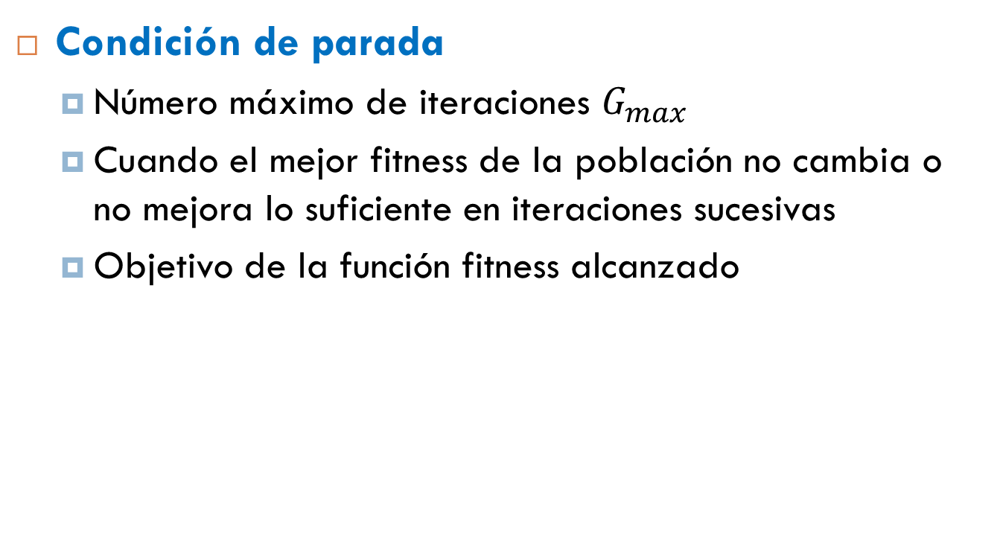 Condición de parada
Número máximo de iteraciones G_{max}
Cuando el mejor fitness de la población no cambia o
no mejora lo suficiente en iteraciones sucesivas
Objetivo de la función fitness alcanzado